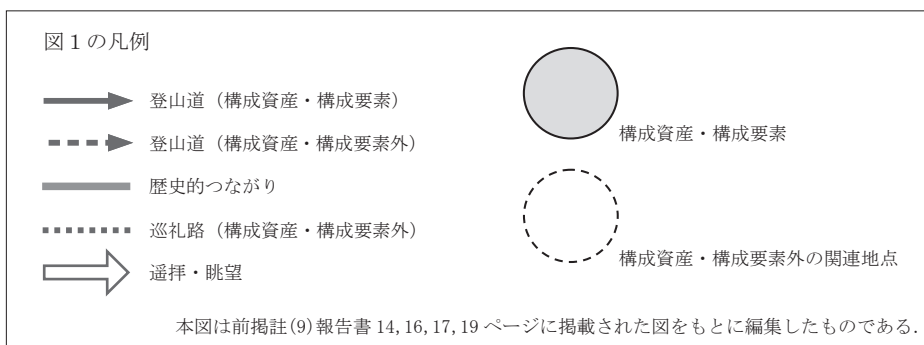 図1の凡例
登山道（構成資産・構成要素）
登山道（構成資産・構成要素外）
歴史的つながり
巡礼路（構成資産・構成要素外）
遥拝・眺望
構成資産・構成要素
構成資産・構成要素外の関連地点
本図は前掲註(9)報告書 14, 16, 17, 19 ページに掲載された図をもとに編集したものである.